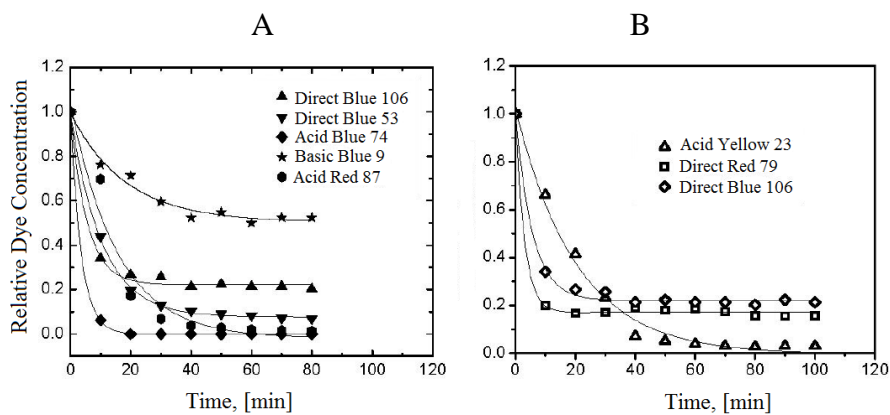 A
B
Relative Dye Concentration
1.2
1.0
0.8
0.6
0.4
0.2
0.0
0 20 40 60 80 100 120
Time, [min]
Direct Blue 106
Direct Blue 53
Acid Blue 74
Basic Blue 9
Acid Red 87
1.2
1.0
0.8
0.6
0.4
0.2
0.0
0 20 40 60 80 100 120
Time, [min]
Acid Yellow 23
Direct Red 79
Direct Blue 106